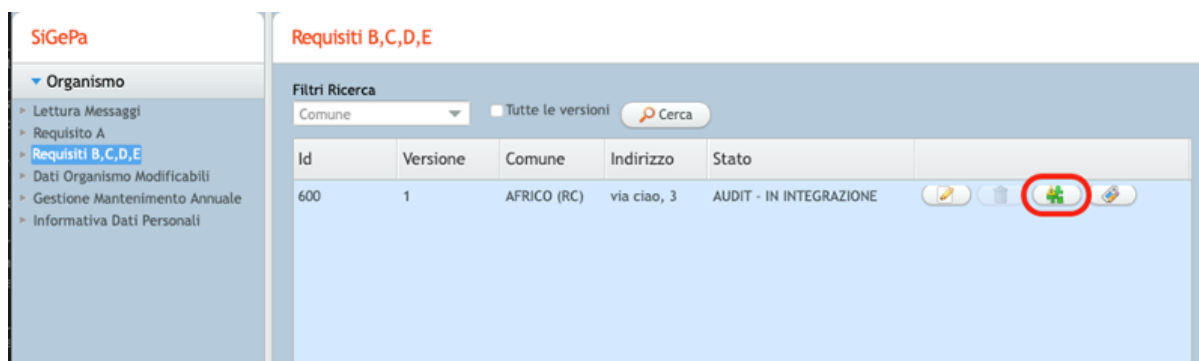 SiGePa
Requisiti B,C,D,E
Organismo
Lettura Messaggi
Requisito A
Requisiti B,C,D,E
Dati Organismo Modificabili
Gestione Mantenimento Annuale
Informativa Dati Personali
Filtri Ricerca
Comune
Tutte le versioni
Cerca
Id Versione Comune Indirizzo Stato
600 1 AFRICO (RC) via ciao, 3 AUDIT - IN INTEGRAZIONE